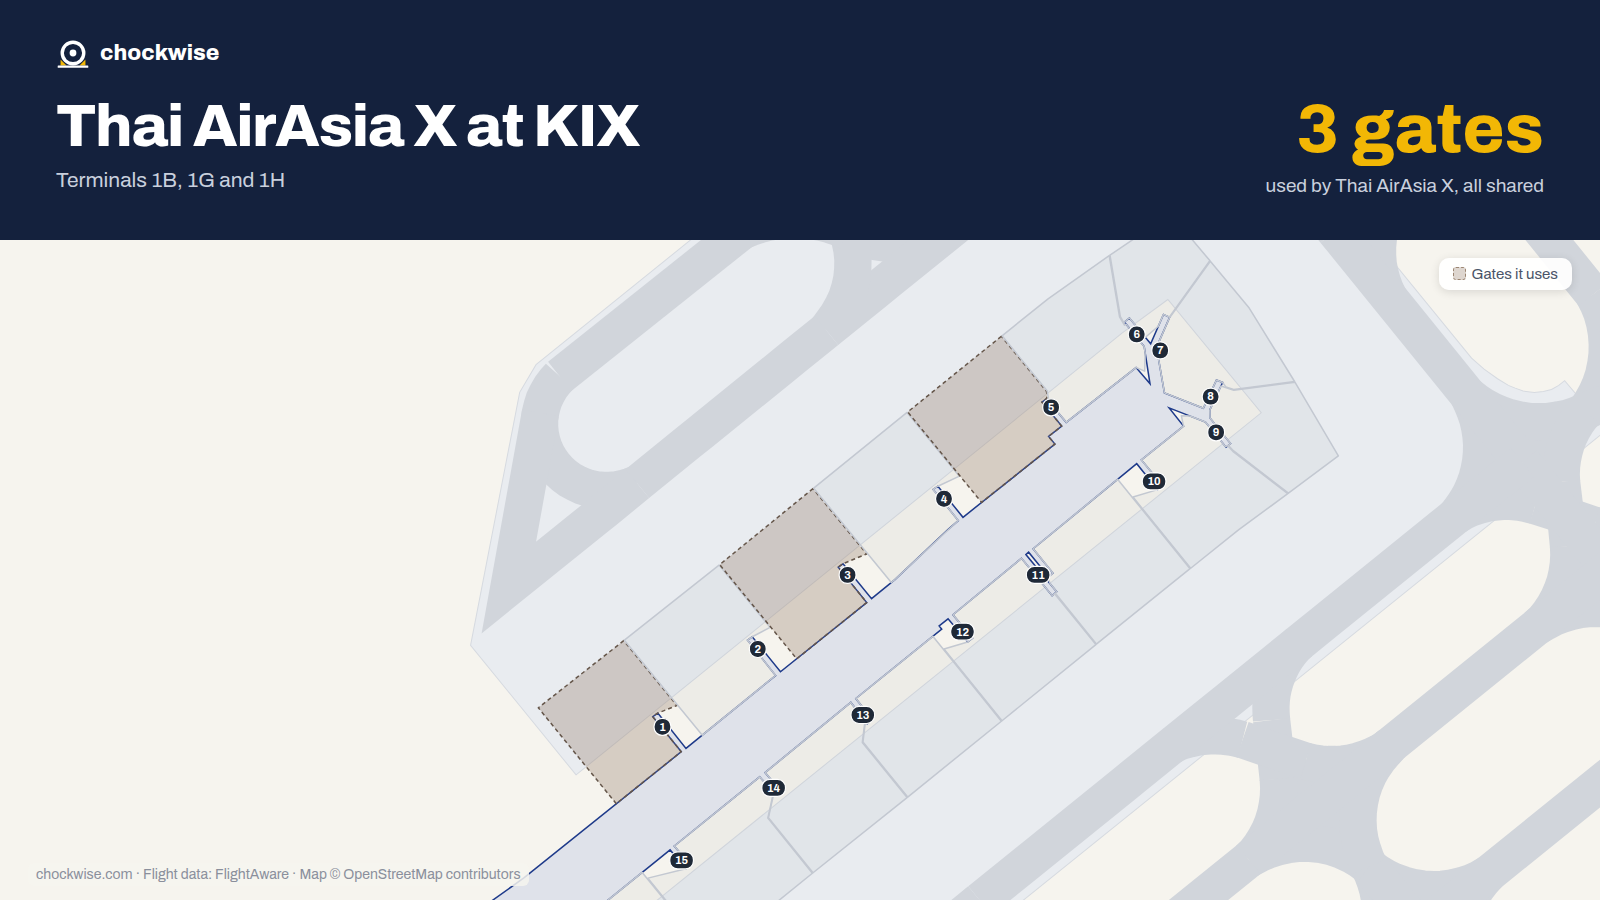 chockwise
Thai AirAsia X at KIX
Terminals 1B, 1G and 1H
3 gates
used by Thai AirAsia X, all shared
Gates it uses
6
7
8
5
9
10
4
3
11
12
2
13
1
14
15
chockwise.com · Flight data: FlightAware · Map © OpenStreetMap contributors